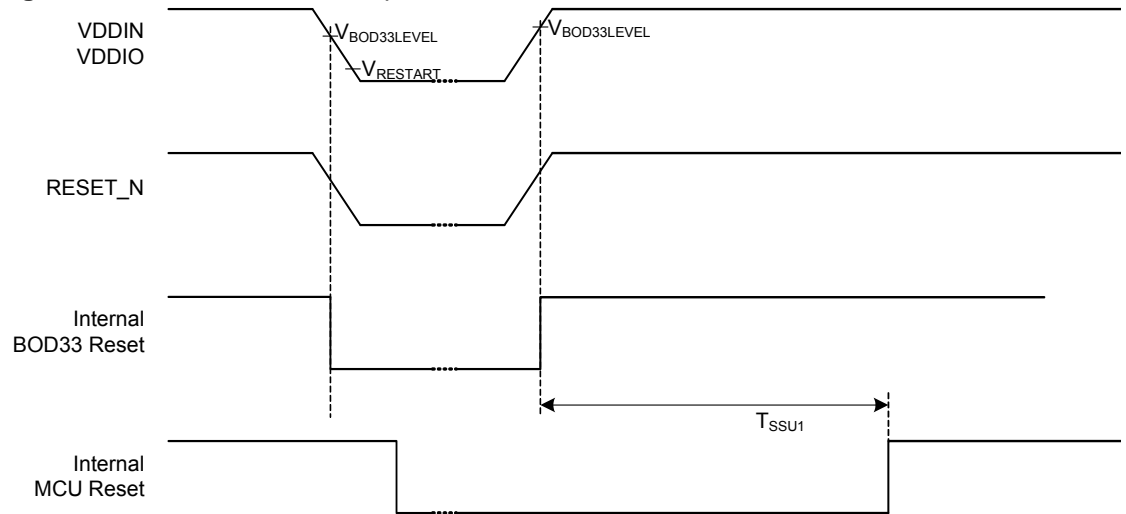 VDDIN
VDDIO
VBOD33LEVEL
VRESTART
VBOD33LEVEL
RESET_N
Internal
BOD33 Reset
TSSU1
Internal
MCU Reset